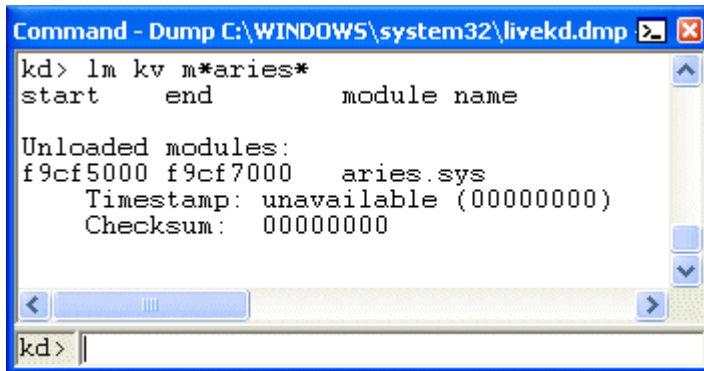 Command - Dump C:\WINDOWS\system32\livekd.dmp -
kd> lm kv m*aries*
start    end        module name
Unloaded modules:
f9cf5000 f9cf7000   aries.sys
    Timestamp: unavailable (00000000)
    Checksum:  00000000
kd>